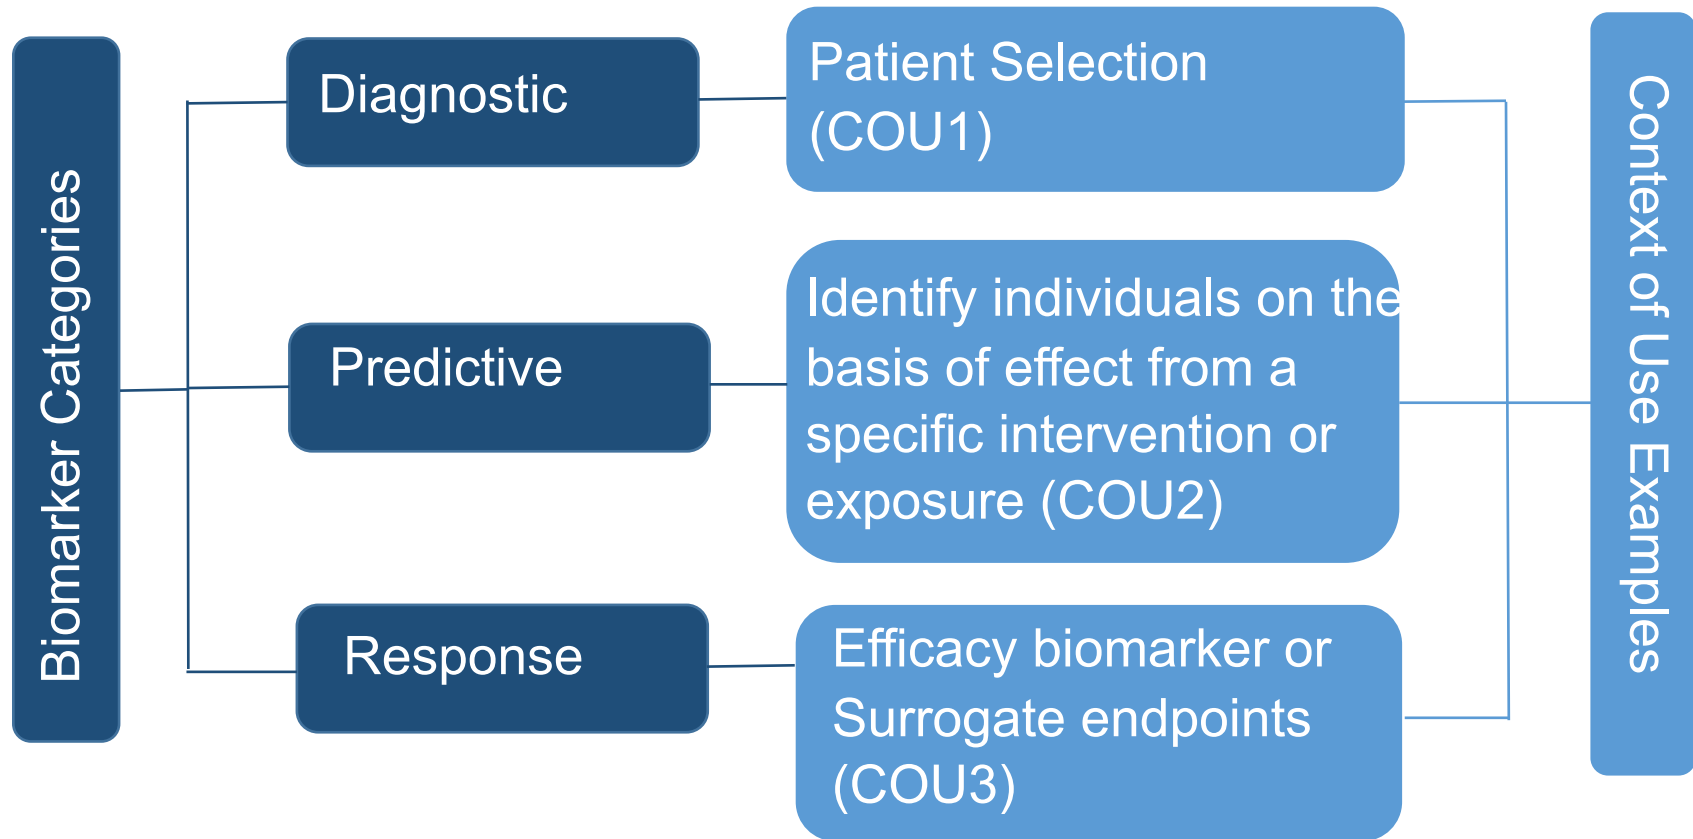 Biomarker Categories
Diagnostic
Patient Selection
(COU1)
Predictive
Identify individuals on the
basis of effect from a
specific intervention or
exposure (COU2)
Response
Efficacy biomarker or
Surrogate endpoints
(COU3)
Context of Use Examples